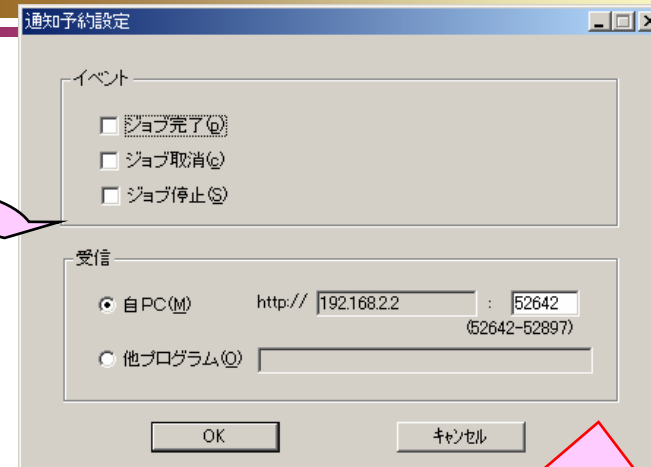 通知予約設定
イベント
ジョブ完了(p)
ジョブ取消(c)
ジョブ停止(S)
受信
自PC(M) http:// 192.168.2.2 : 52642
(52642-52897)
他プログラム(O)
OK キャンセル